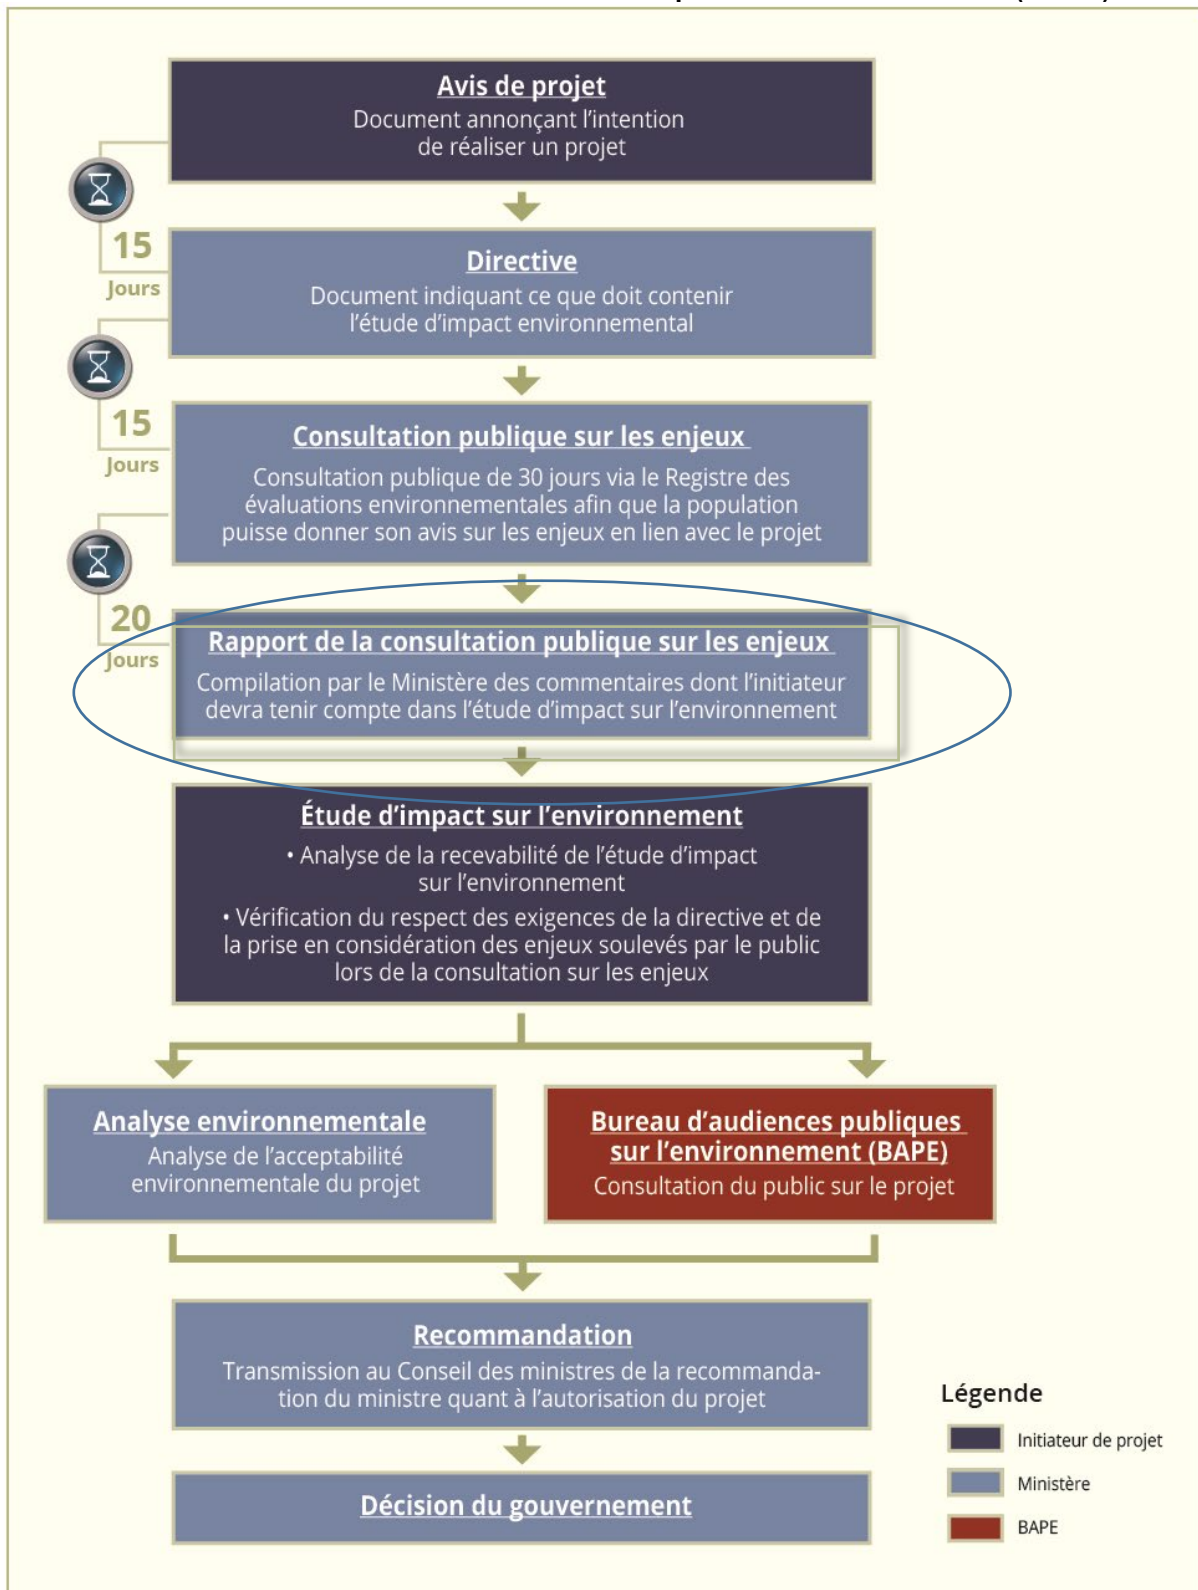 Avis de projet
Document annonçant l'intention
de réaliser un projet
15
Jours
Directive
Document indiquant ce que doit contenir
l'étude d'impact environnemental
15
Jours
Consultation publique sur les enjeux
Consultation publique de 30 jours via le Registre des
évaluations environnementales afin que la population
puisse donner son avis sur les enjeux en lien avec le projet
20
Jours
Rapport de la consultation publique sur les enjeux
Compilation par le Ministère des commentaires dont l'initiateur
devra tenir compte dans l'étude d'impact sur l'environnement
Étude d'impact sur l'environnement
• Analyse de la recevabilité de l'étude d'impact
sur l'environnement
• Vérification du respect des exigences de la directive et de
la prise en considération des enjeux soulevés par le public
lors de la consultation sur les enjeux
Analyse environnementale
Analyse de l'acceptabilité
environnementale du projet
Bureau d'audiences publiques
sur l'environnement (BAPE)
Consultation du public sur le projet
Recommandation
Transmission au Conseil des ministres de la recommanda-
tion du ministre quant à l'autorisation du projet
Décision du gouvernement
Légende
Initiateur de projet
Ministère
BAPE